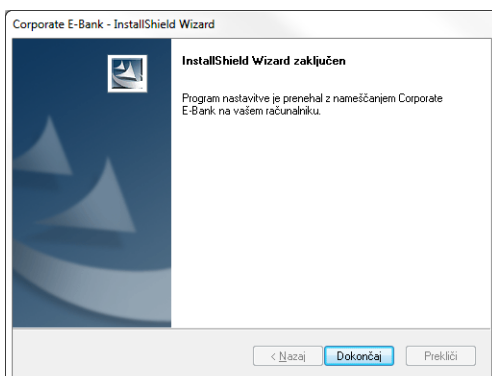 Corporate E-Bank - InstallShield Wizard
InstallShield Wizard zaključen
Program nastavitve je prenehal z nameščanjem Corporate
E-Bank na vašem računalniku.
< Nazaj
Dokončaj
Prekliči